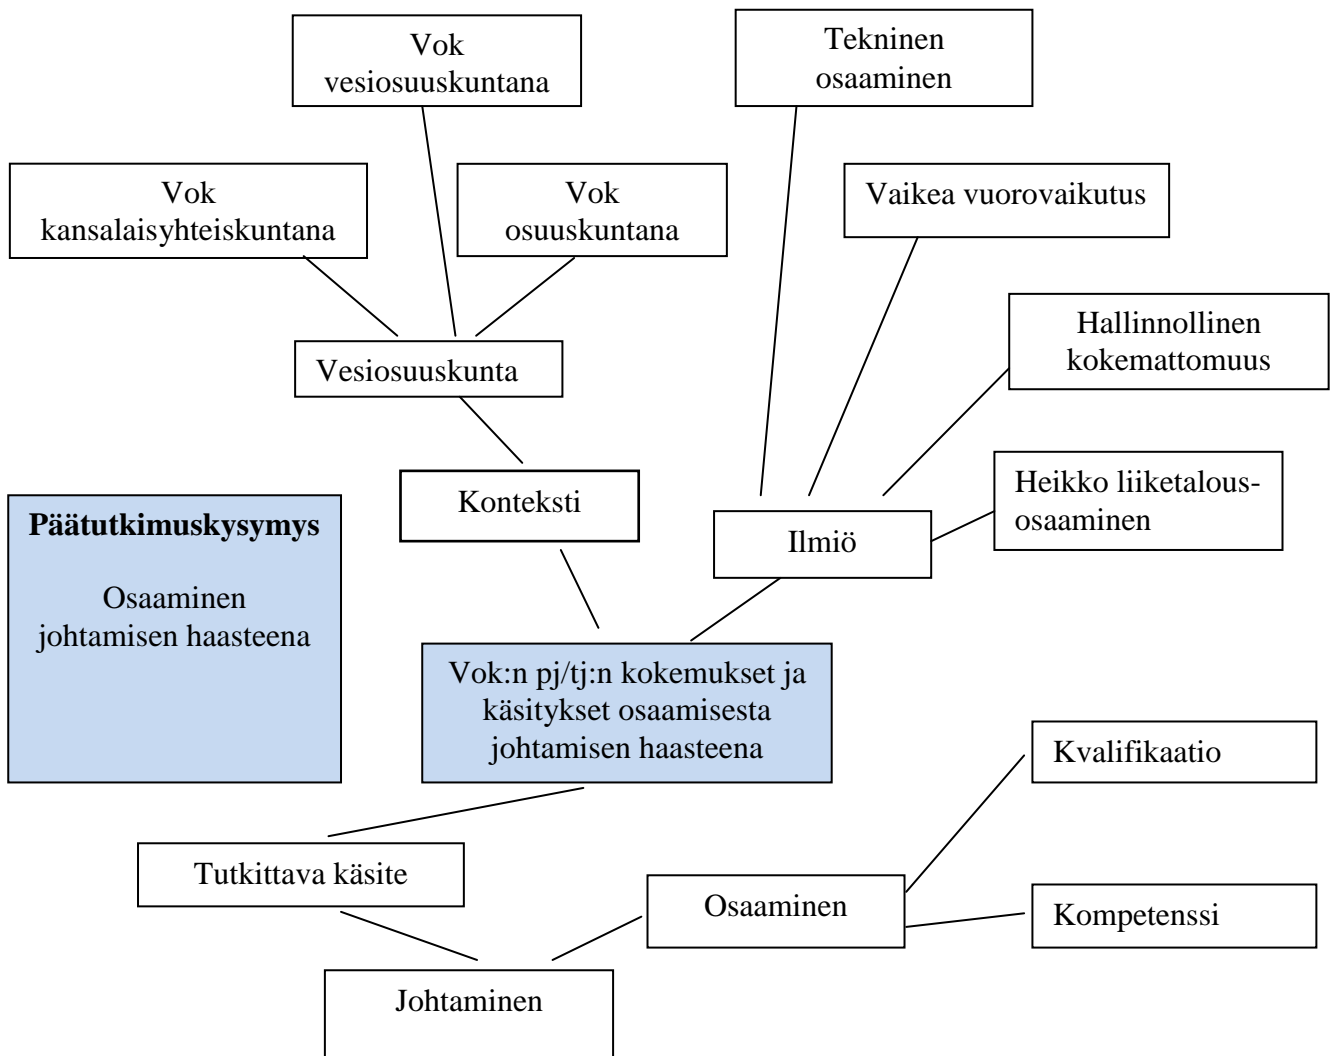 Vok
vesiosuuskuntana
Tekninen
osaaminen
Vok
kansalaisyhteiskuntana
Vok
osuuskuntana
Vaikea vuorovaikutus
Hallinnollinen
kokemattomuus
Vesiosuuskunta
Konteksti
Heikko liiketalous-
osaaminen
Ilmiö
Päätutkimuskysymys
Osaaminen
johtamisen haasteena
Vok:n pj/tj:n kokemukset ja
käsitykset osaamisesta
johtamisen haasteena
Kvalifikaatio
Tutkittava käsite
Osaaminen
Kompetenssi
Johtaminen